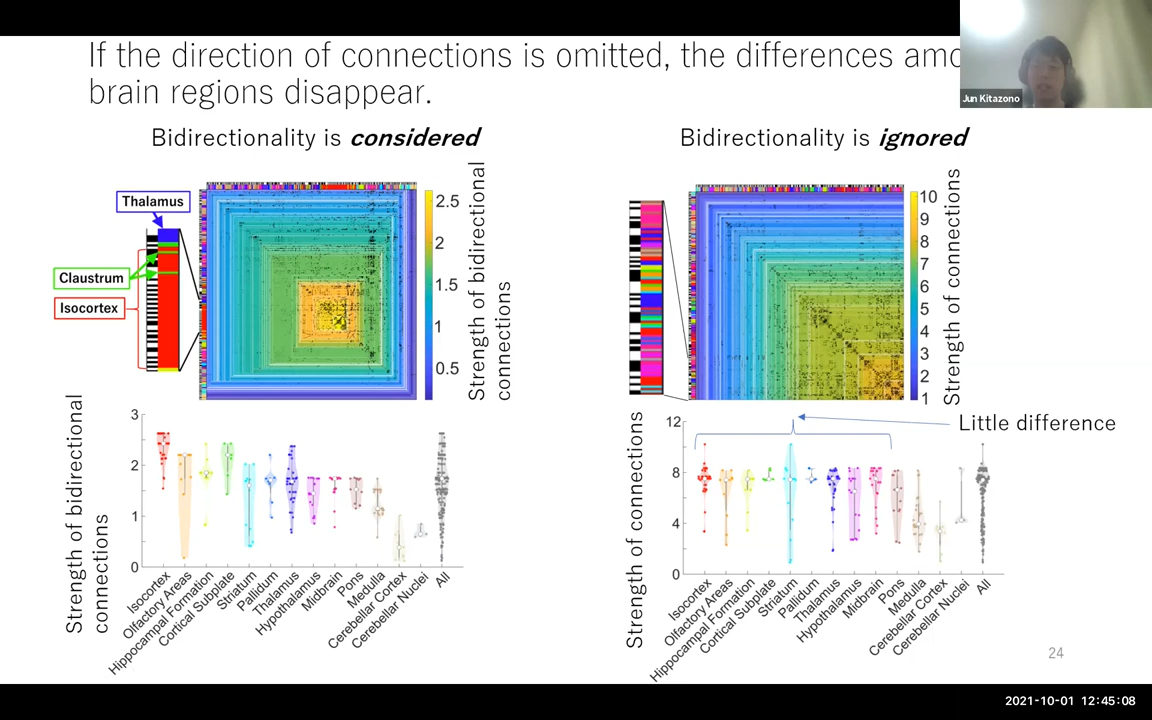 If the direction of connections is omitted, the differences amo
brain regions disappear.
Jun Kitazono
Bidirectionality is considered
Bidirectionality is ignored
Thalamus
Claustrum
Isocortex
2.5
2
1.5
1
0.5
Strength of bidirectional
connections
10
9
8
7
6
5
4
3
2
1
Strength of connections
Strength of bidirectional
connections
3
2
1
0
Isocortex
Olfactory Areas
Hippocampal Formation
Cortical Subplate
Striatum
Pallidum
Thalamus
Hypothalamus
Midbrain
Pons
Medulla
Cerebellar Cortex
Cerebellar Nuclei
All
Little difference
Strength of connections
12
8
4
0
Isocortex
Olfactory Areas
Hippocampal Formation
Cortical Subplate
Striatum
Pallidum
Thalamus
Hypothalamus
Midbrain
Pons
Medulla
Cerebellar Cortex
Cerebellar Nuclei
All
24
2021-10-01 12:45:08